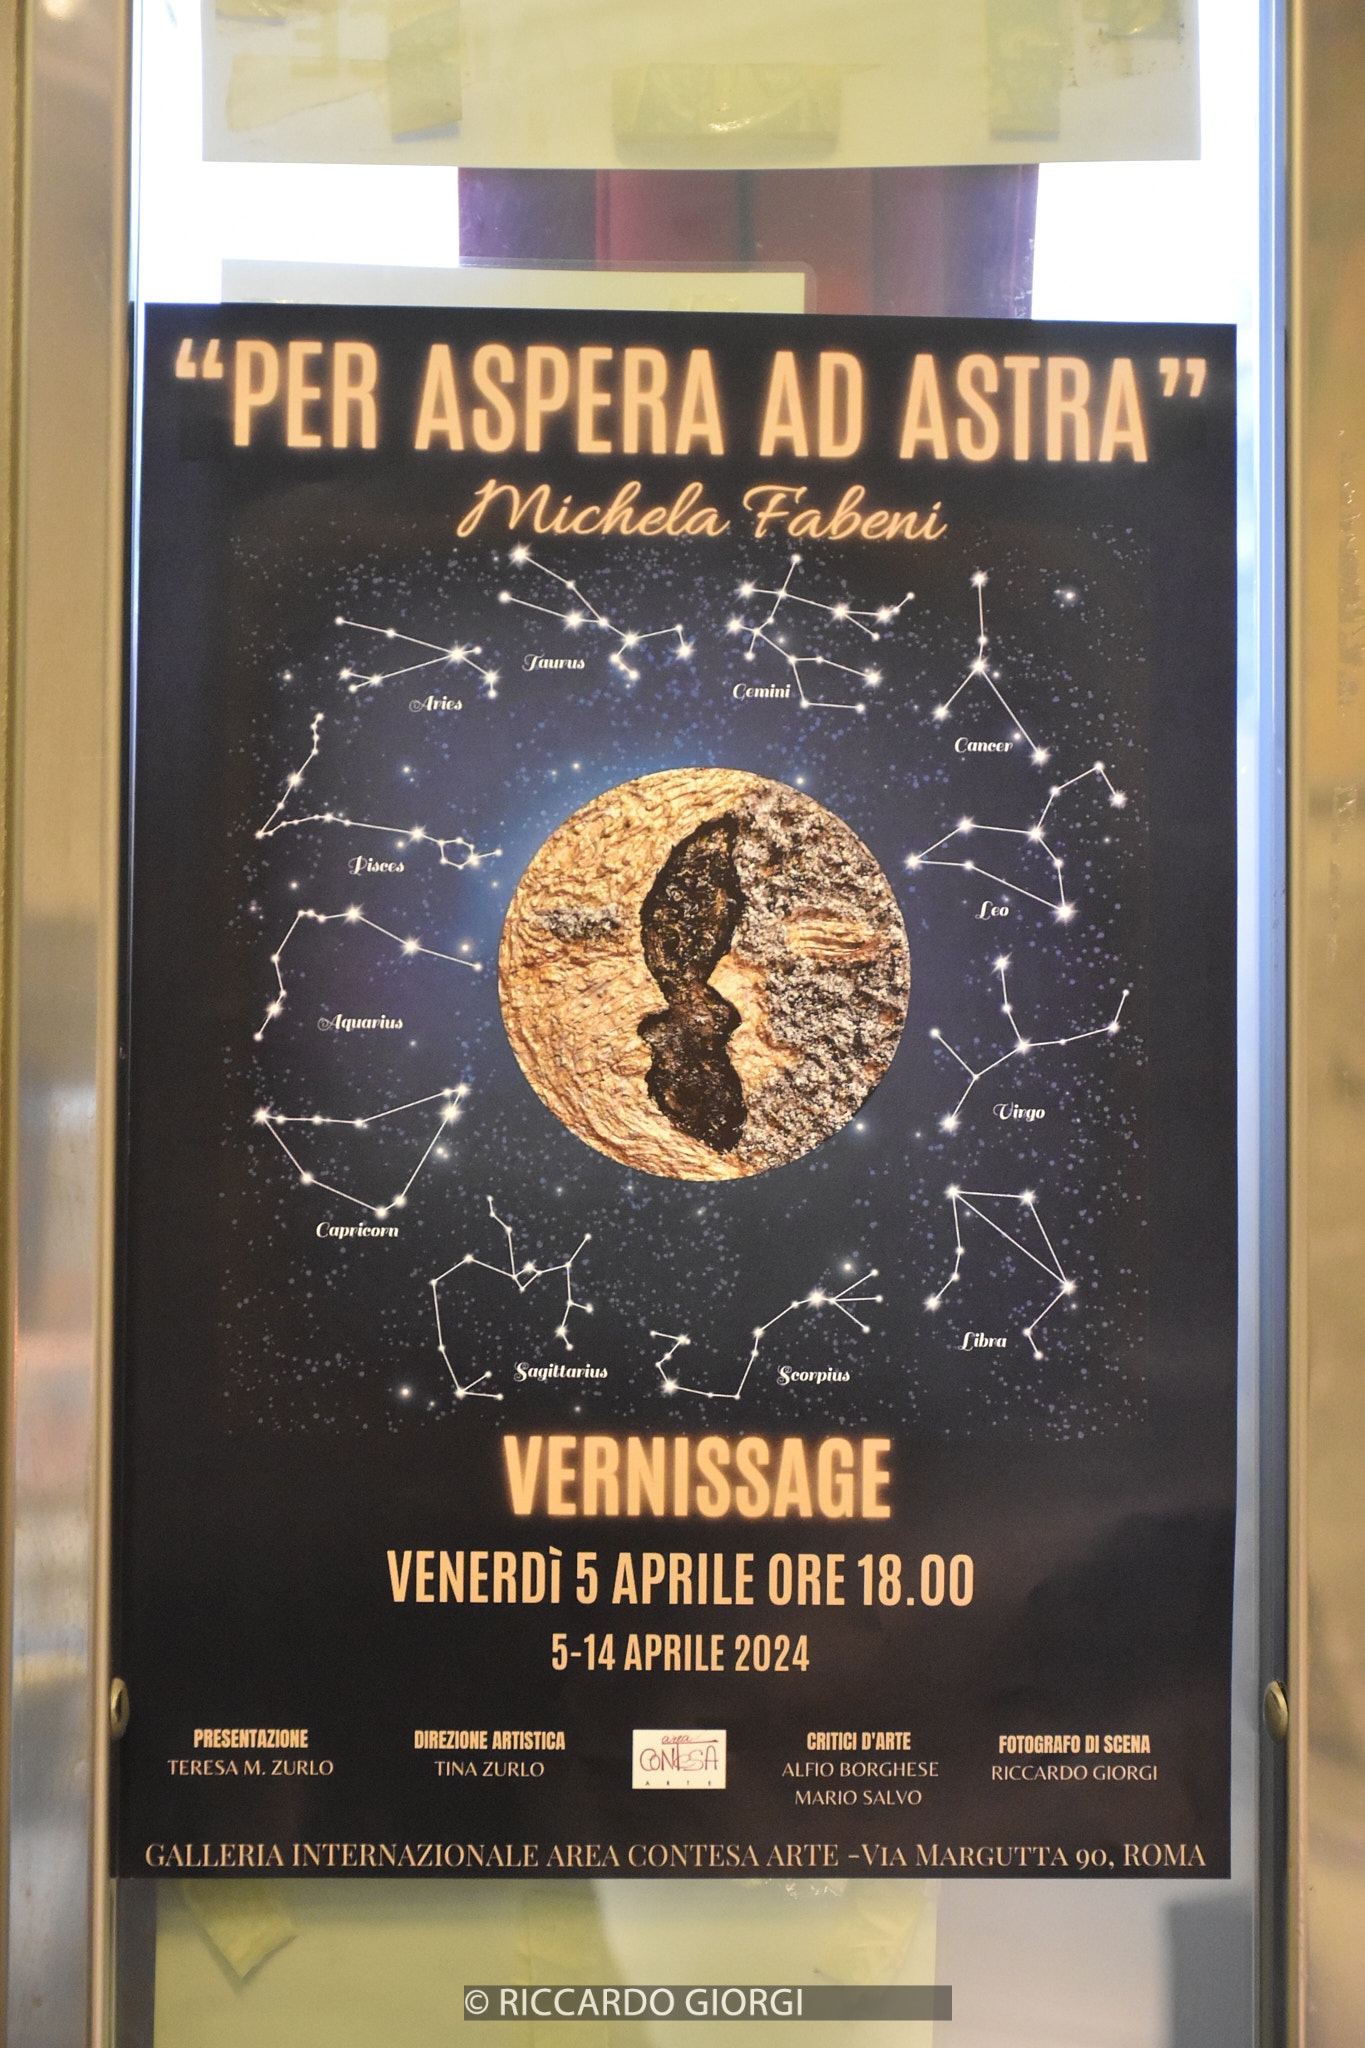 “PER ASPERA AD ASTRA”
Michela Fabeni
Taurus
Gemini
Aries
Cancer
Pisces
Leo
Aquarius
Virgo
Capricorn
Libra
Sagittarius
Scorpius
VERNISSAGE
VENERDÌ 5 APRILE ORE 18.00
5-14 APRILE 2024
PRESENTAZIONE
TERESA M. ZURLO
DIREZIONE ARTISTICA
TINA ZURLO
area
CONTESA
ARTE
CRITICI D'ARTE
ALFIO BORGHESE
MARIO SALVO
FOTOGRAFO DI SCENA
RICCARDO GIORGI
GALLERIA INTERNAZIONALE AREA CONTESA ARTE -VIA MARGUTTA 90, ROMA
© RICCARDO GIORGI